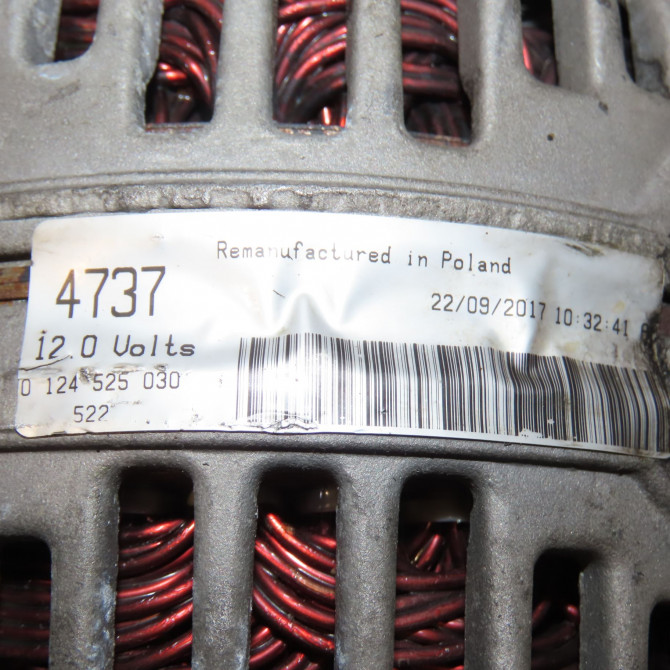 Remanufactured in Poland
4737
22/09/2017 10:32:41
12.0 Volts
0 124 525 030
522